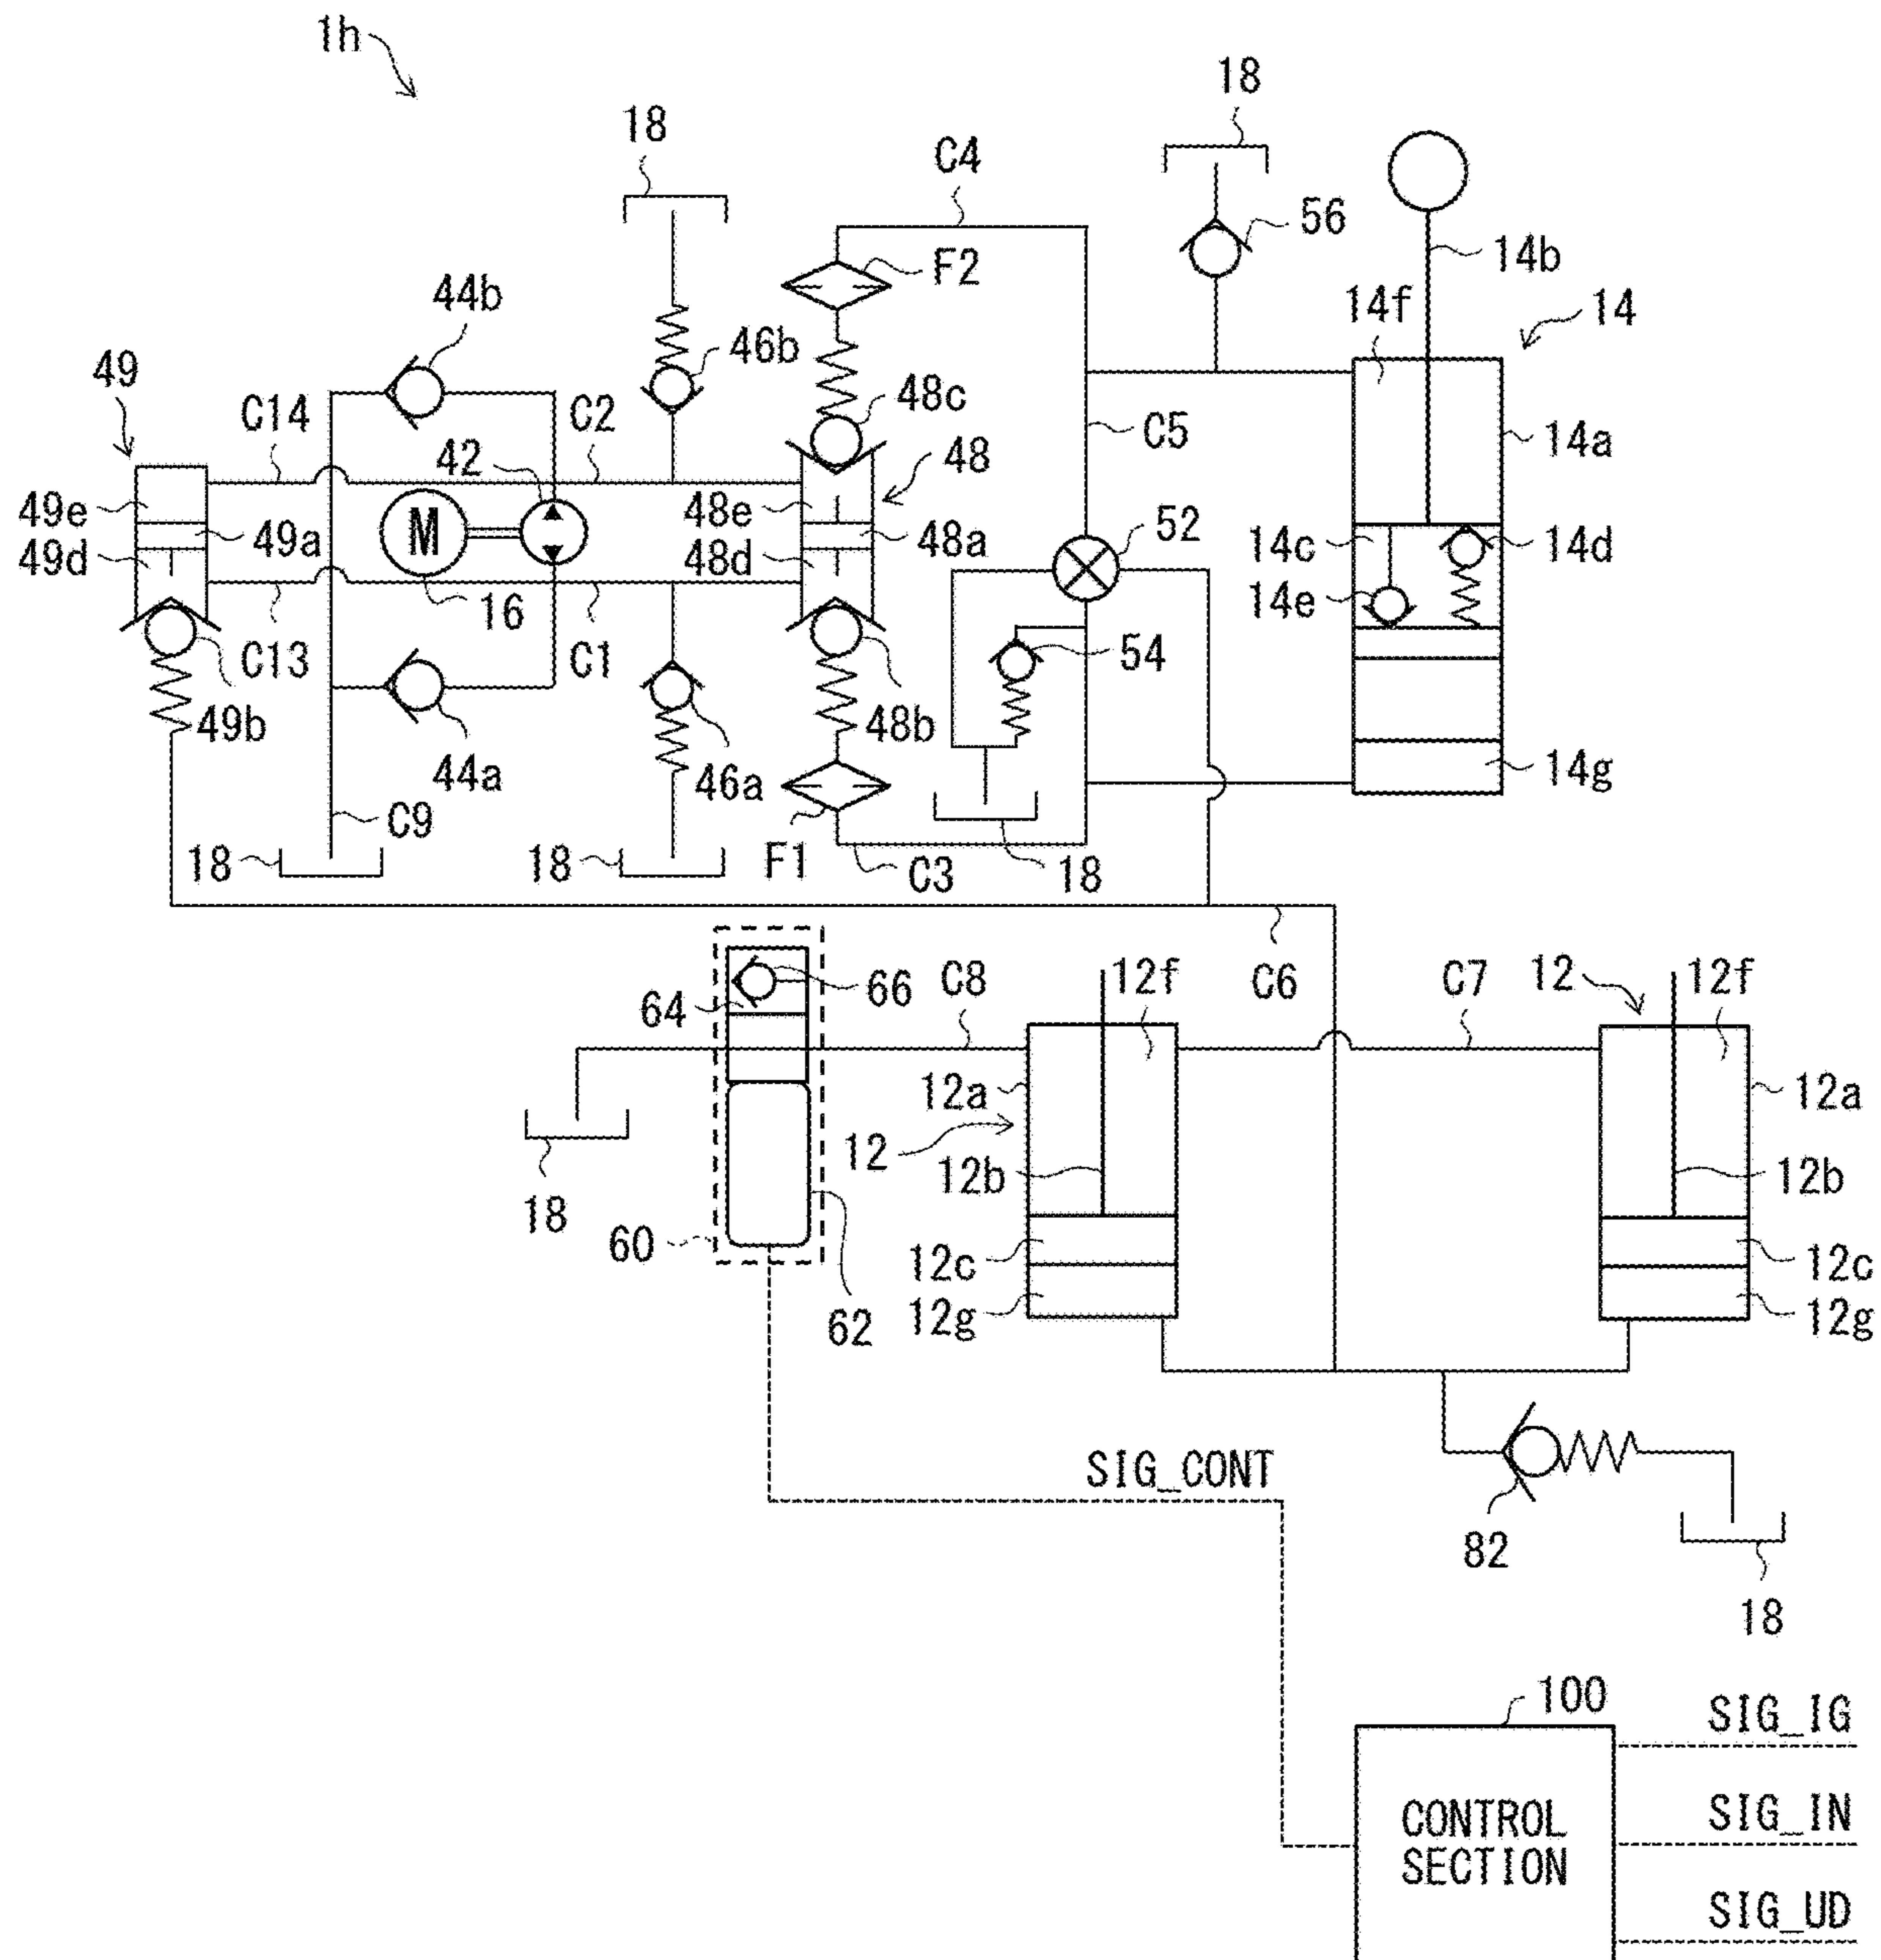 1h
18
18
C4
56
F2
14b
44b
14f
14
49
46b
48c
C14
C2
C5
14a
42
48
49e
48e
52
M
49a
48a
14c
14d
49d
48d
14e
16
C13
C1
54
49b
48b
44a
46a
14g
C9
18
18
F1
C3
18
66
C8
C6
12f
C7
12
12f
64
12a
12a
12
12b
12b
18
60
12c
12c
62
12g
12g
SIG_CONT
82
18
100
SIG_IG
CONTROL
SECTION
SIG_IN
SIG_UD